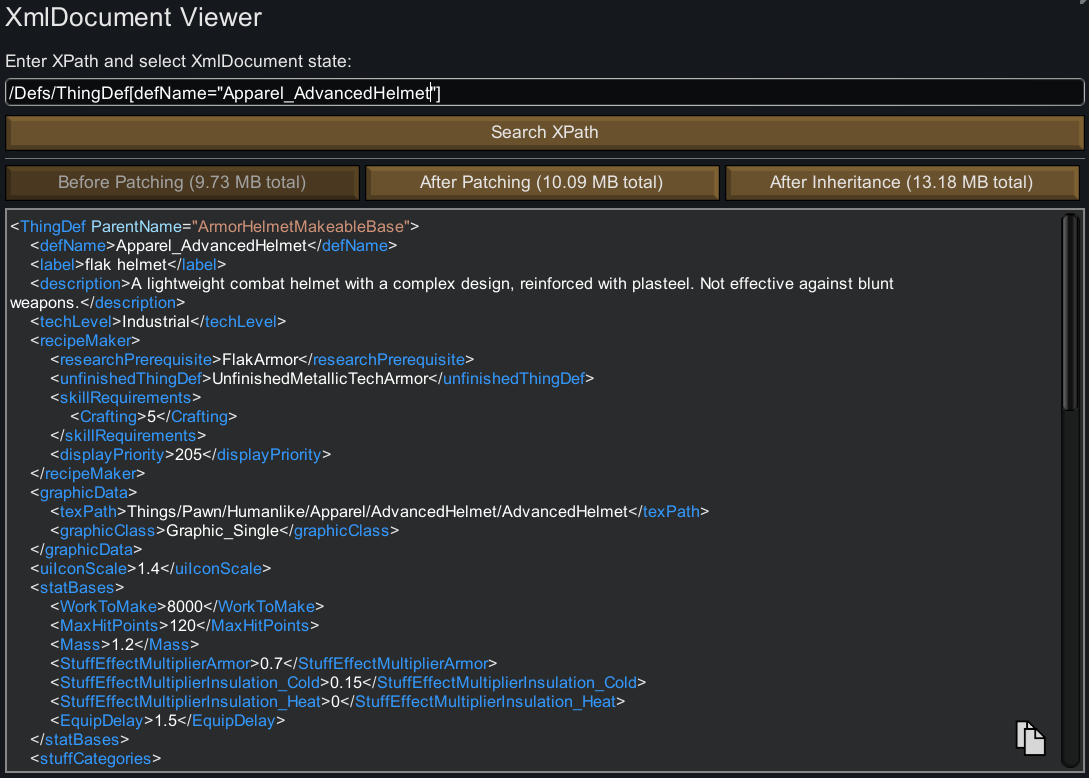 XmlDocument Viewer
Enter XPath and select XmlDocument state:
/Defs/ThingDef[defName="Apparel_AdvancedHelmet"]
Search XPath
Before Patching (9.73 MB total) After Patching (10.09 MB total) After Inheritance (13.18 MB total)
<ThingDef ParentName="ArmorHelmetMakeableBase">
<defName>Apparel_AdvancedHelmet</defName>
<label>flak helmet</label>
<description>A lightweight combat helmet with a complex design, reinforced with plasteel. Not effective against blunt
weapons.</description>
<techLevel>Industrial</techLevel>
<recipeMaker>
<researchPrerequisite>FlakArmor</researchPrerequisite>
<unfinishedThingDef>UnfinishedMetallicTechArmor</unfinishedThingDef>
<skillRequirements>
<Crafting>5</Crafting>
</skillRequirements>
<displayPriority>205</displayPriority>
</recipeMaker>
<graphicData>
<texPath>Things/Pawn/Humanlike/Apparel/AdvancedHelmet/AdvancedHelmet</texPath>
<graphicClass>Graphic_Single</graphicClass>
</graphicData>
<uiIconScale>1.4</uiIconScale>
<statBases>
<WorkToMake>8000</WorkToMake>
<MaxHitPoints>120</MaxHitPoints>
<Mass>1.2</Mass>
<StuffEffectMultiplierArmor>0.7</StuffEffectMultiplierArmor>
<StuffEffectMultiplierInsulation_Cold>0.15</StuffEffectMultiplierInsulation_Cold>
<StuffEffectMultiplierInsulation_Heat>0</StuffEffectMultiplierInsulation_Heat>
<EquipDelay>1.5</EquipDelay>
</statBases>
<stuffCategories>